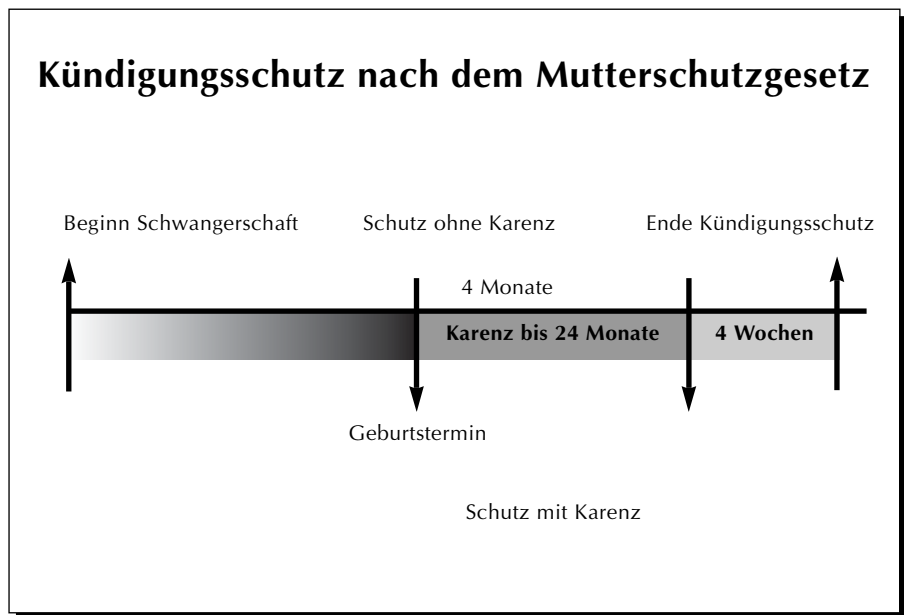 Kündigungsschutz nach dem Mutterschutzgesetz
Beginn Schwangerschaft
Schutz ohne Karenz
Ende Kündigungsschutz
4 Monate
Karenz bis 24 Monate
4 Wochen
Geburtstermin
Schutz mit Karenz